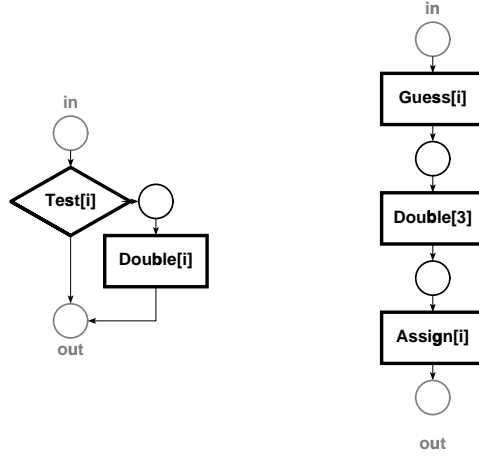 in
Test[i]
Double[i]
out
in
Guess[i]
Double[3]
Assign[i]
out